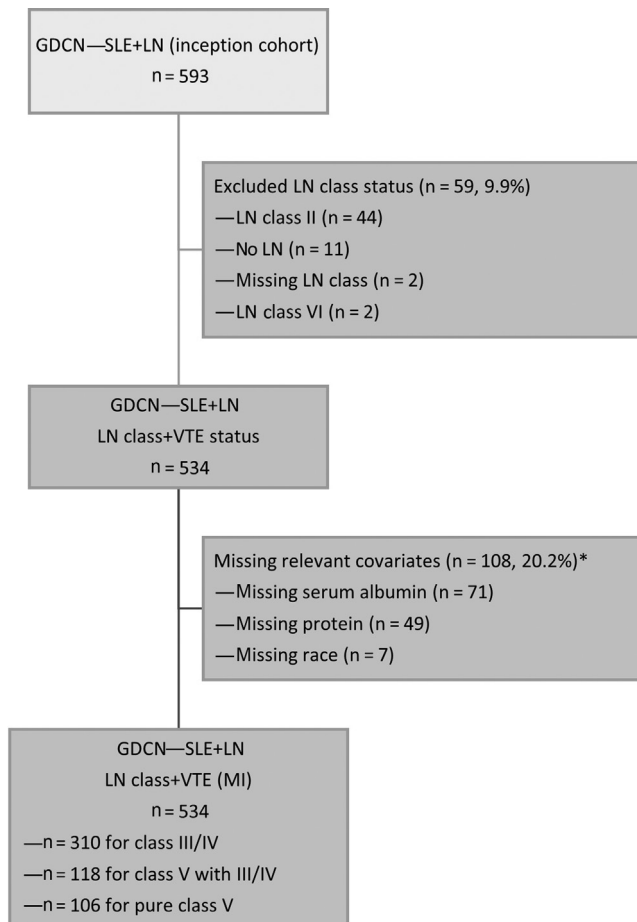 GDCN—SLE+LN (inception cohort)
n = 593
Excluded LN class status (n = 59, 9.9%)
—LN class II (n = 44)
—No LN (n = 11)
—Missing LN class (n = 2)
—LN class VI (n = 2)
GDCN—SLE+LN
LN class+VTE status
n = 534
Missing relevant covariates (n = 108, 20.2%)*
—Missing serum albumin (n = 71)
—Missing protein (n = 49)
—Missing race (n = 7)
GDCN—SLE+LN
LN class+VTE (MI)
n = 534
—n = 310 for class III/IV
—n = 118 for class V with III/IV
—n = 106 for pure class V